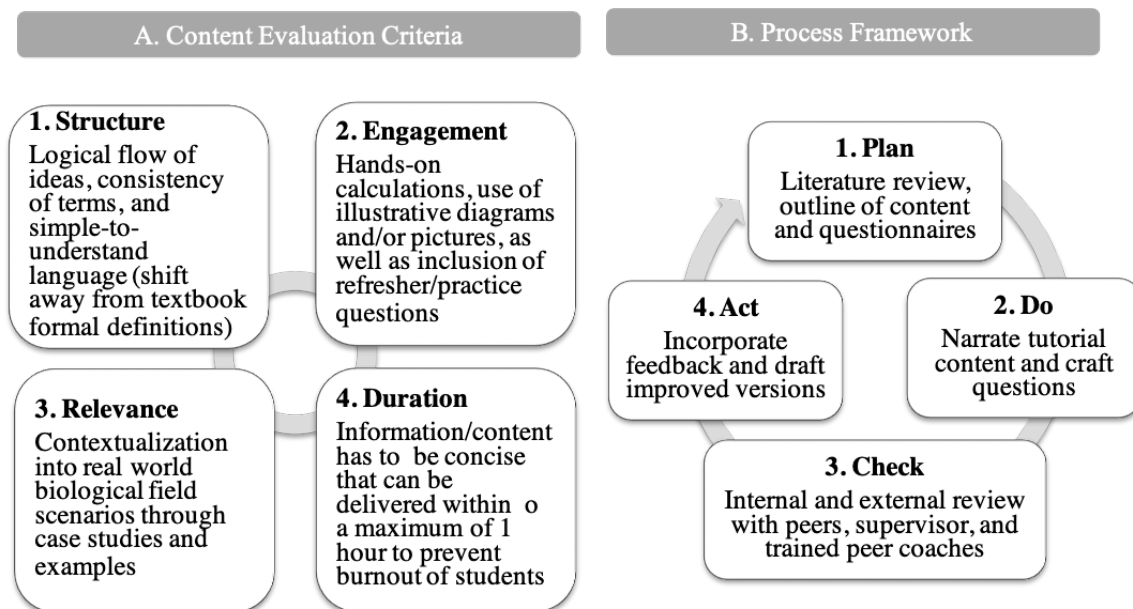 A. Content Evaluation Criteria
1. Structure
Logical flow of
ideas, consistency
of terms, and
simple-to-
understand
language (shift
away from textbook
formal definitions)
2. Engagement
Hands-on
calculations, use of
illustrative diagrams
and/or pictures, as
well as inclusion of
refresher/practice
questions
3. Relevance
Contextualization
into real world
biological field
scenarios through
case studies and
examples
4. Duration
Information/content
has to be concise
that can be
delivered within o
a maximum of 1
hour to prevent
burnout of students
B. Process Framework
1. Plan
Literature review,
outline of content
and questionnaires
2. Do
Narrate tutorial
content and craft
questions
3. Check
Internal and external review
with peers, supervisor, and
trained peer coaches
4. Act
Incorporate
feedback and draft
improved versions